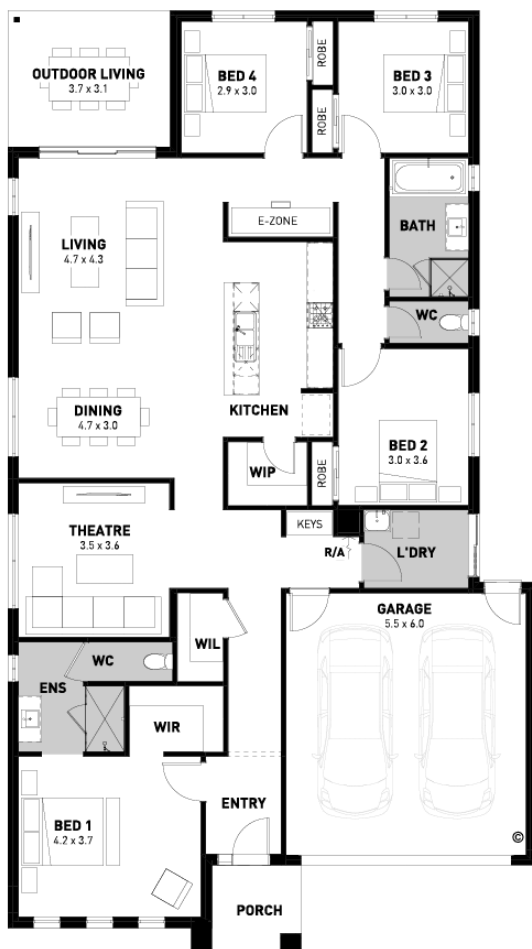 OUTDOOR LIVING
3.7 x 3.1
BED 4
2.9 x 3.0
ROBE
ROBE
BED 3
3.0 x 3.0
E-ZONE
BATH
LIVING
4.7 x 4.3
WC
KITCHEN
DINING
4.7 x 3.0
BED 2
3.0 x 3.6
WIP
ROBE
THEATRE
3.5 x 3.6
KEYS
R/A
L'DRY
GARAGE
5.5 x 6.0
WC
WIL
ENS
WIR
BED 1
4.2 x 3.7
ENTRY
©
PORCH